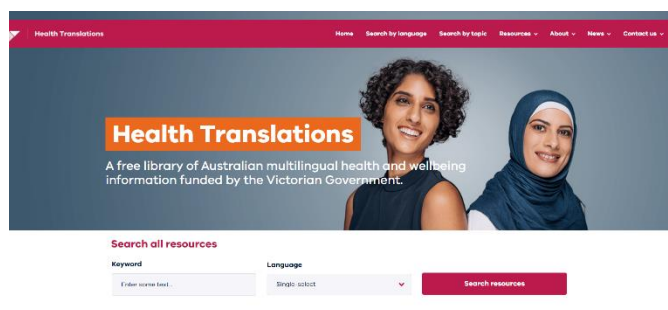 Health Translations
Home Search by language Search by topic Resources About News Contact us
Health Translations
A free library of Australian multilingual health and wellbeing
information funded by the Victorian Government.
Search all resources
Keyword Language
Enter some text... Single-select Search resources